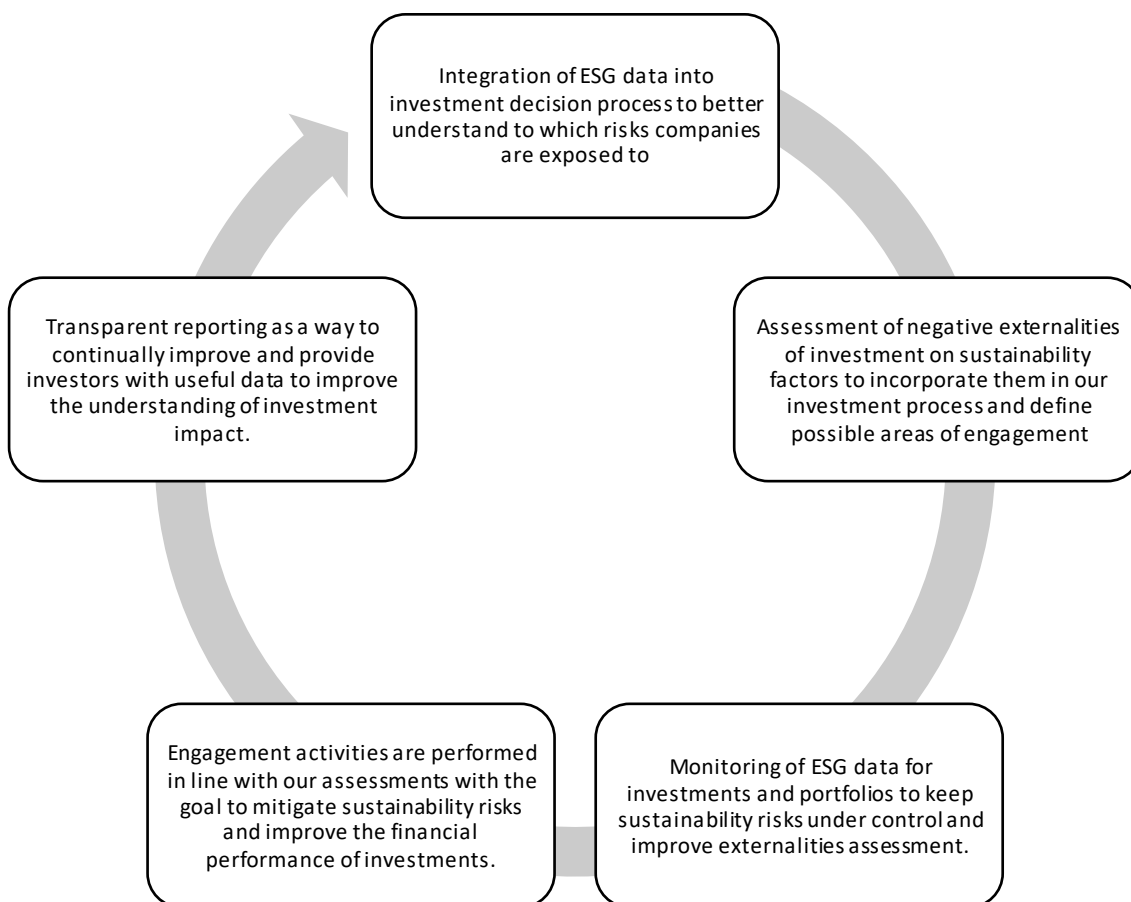 Integration of ESG data into
investment decision process to better
understand to which risks companies
are exposed to
Assessment of negative externalities
of investment on sustainability
factors to incorporate them in our
investment process and define
possible areas of engagement
Monitoring of ESG data for
investments and portfolios to keep
sustainability risks under control and
improve externalities assessment.
Engagement activities are performed
in line with our assessments with the
goal to mitigate sustainability risks
and improve the financial
performance of investments.
Transparent reporting as a way to
continually improve and provide
investors with useful data to improve
the understanding of investment
impact.